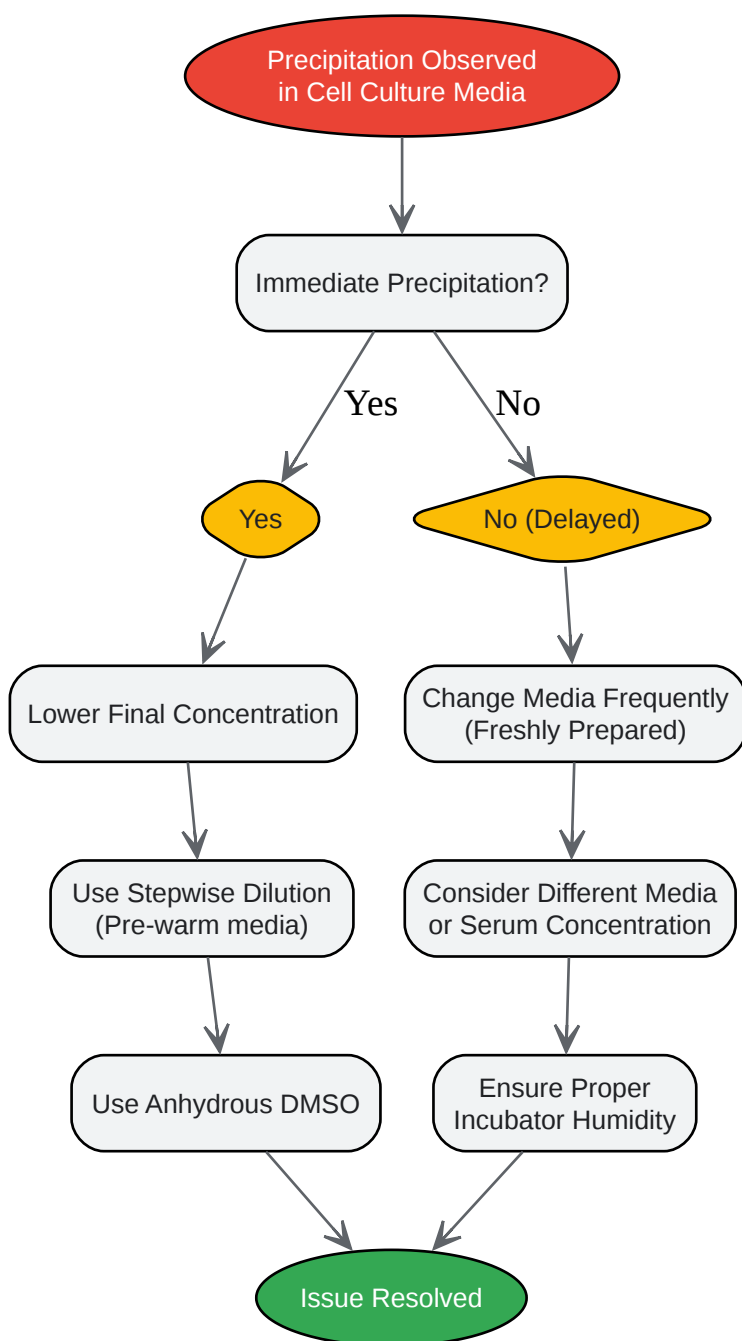 Precipitation Observed
in Cell Culture Media
Immediate Precipitation?
Yes
No
Yes
No (Delayed)
Lower Final Concentration
Change Media Frequently
(Freshly Prepared)
Use Stepwise Dilution
(Pre-warm media)
Consider Different Media
or Serum Concentration
Use Anhydrous DMSO
Ensure Proper
Incubator Humidity
Issue Resolved